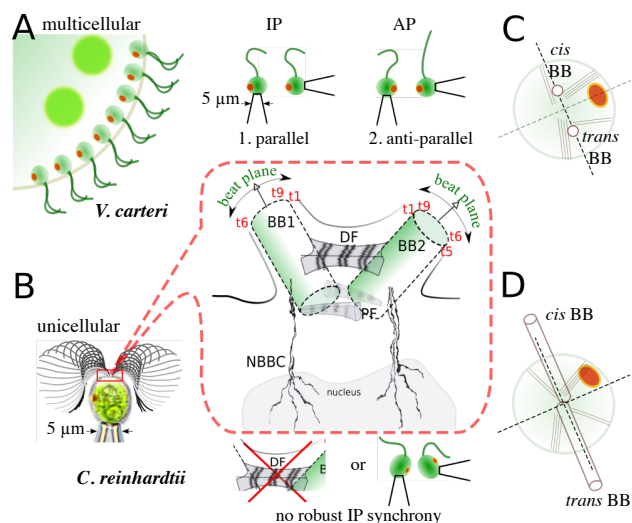 A
multicellular
V. carteri
IP
AP
5 µm
1. parallel
2. anti-parallel
C
cis
BB
trans
BB
beat plane
t9
t1
t6
BB1
DF
beat plane
t1
t9
BB2
t6
t5
PF
NBBC
nucleus
B
unicellular
5 µm
C. reinhardtii
D
cis BB
trans BB
DF
B
or
no robust IP synchrony